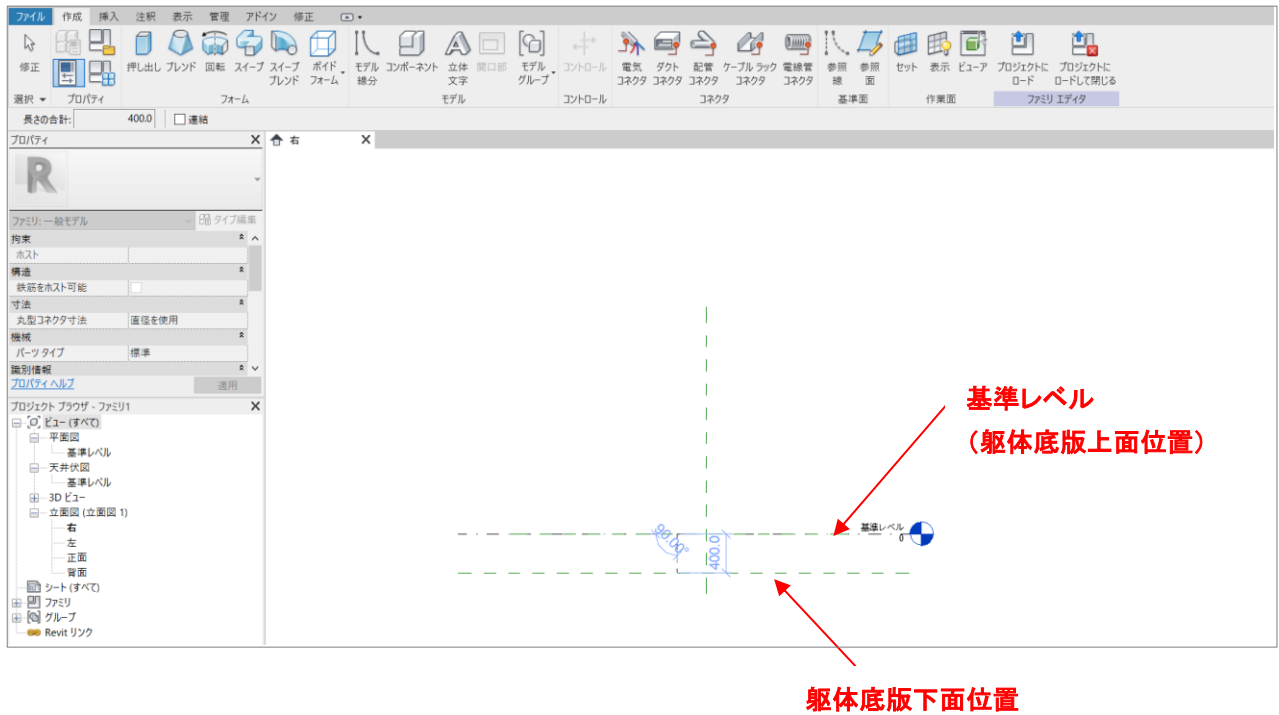 ファイル 作成 挿入 注釈 表示 管理 アドイン 修正
修正 押し出し ブレンド 回転 スイープ スイープ ブレンド ボイド フォーム モデル 線分 コンポーネント 立体 文字 開口部 モデル グループ コントロール 電気 コネクタ ダクト コネクタ 配管 コネクタ ケーブル ラック コネクタ 電線管 コネクタ 参照 線 参照 面 セット 表示 ビューア プロジェクトに ロード プロジェクトに ロードして閉じる
選択 プロパティ フォーム モデル コントロール コネクタ 基準面 作業面 ファミリ エディタ
長さの合計: 400.0 連結
プロパティ X 右 X
R
ファミリ: 一般モデル タイプ編集
拘束
ホスト
構造
鉄筋をホスト可能
寸法
丸型コネクタ寸法 直径を使用
機械
パーツ タイプ 標準
識別情報
プロパティ ヘルプ 適用
プロジェクト ブラウザ - ファミリ1 X
ビュー (すべて)
平面図
基準レベル
天井伏図
基準レベル
3D ビュー
立面図 (立面図 1)
右
左
正面
背面
シート (すべて)
ファミリ
グループ
Revit リンク
基準レベル
（躯体底版上面位置）
基準レベル
0
90.00°
400.0
躯体底版下面位置